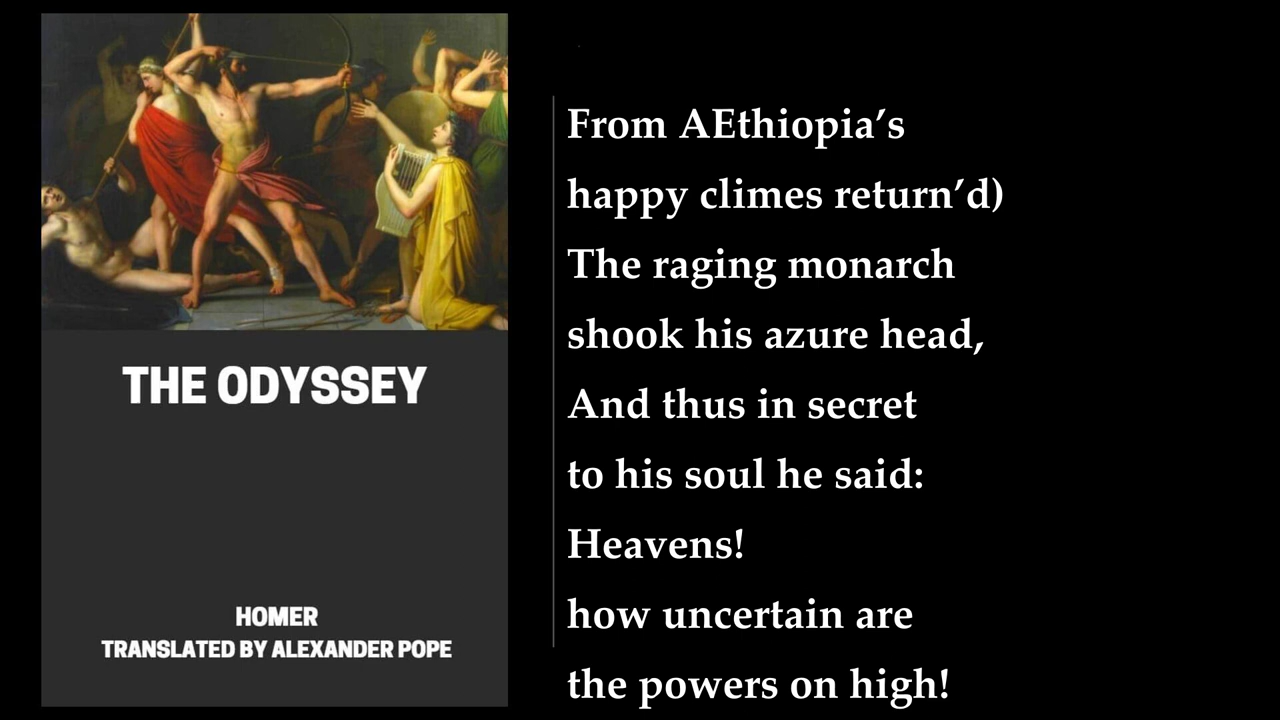 THE ODYSSEY
HOMER
TRANSLATED BY ALEXANDER POPE
From AEthiopia’s
happy climes return’d)
The raging monarch
shook his azure head,
And thus in secret
to his soul he said:
Heavens!
how uncertain are
the powers on high!